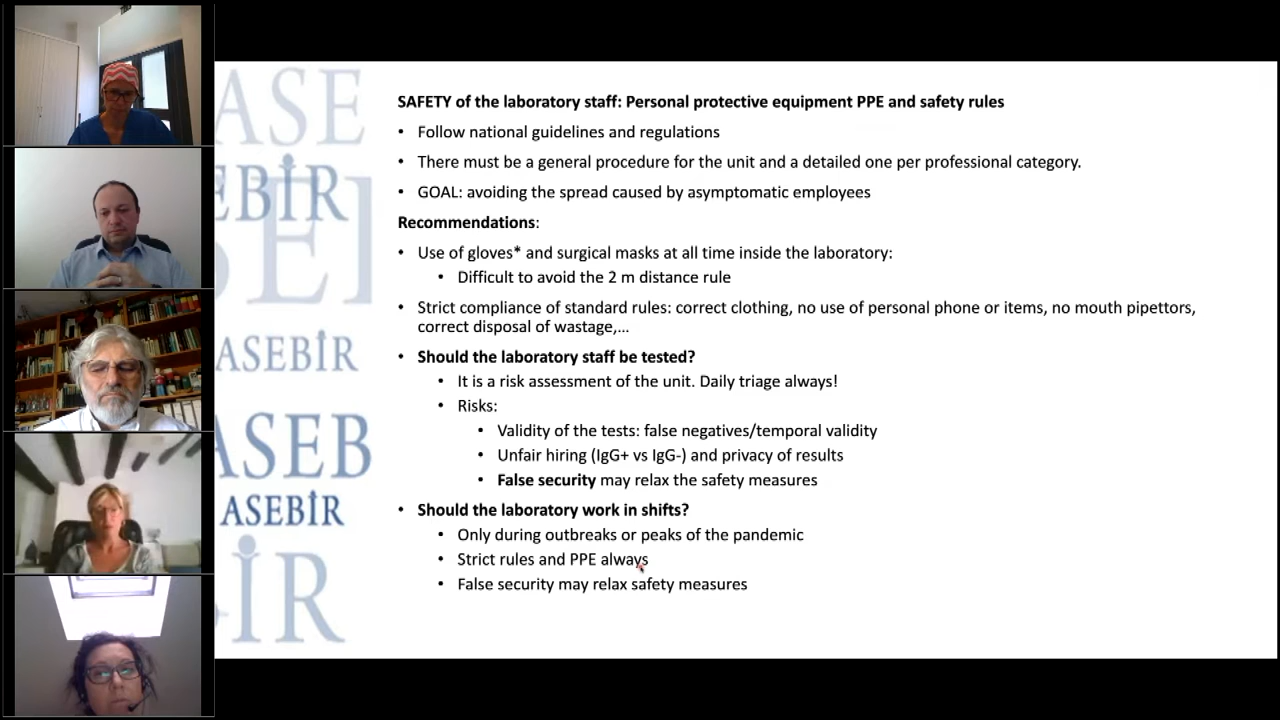 ASE
EBIR
SEI
ASEBIR
ASEB
ASEBIR
IR
SAFETY of the laboratory staff: Personal protective equipment PPE and safety rules
• Follow national guidelines and regulations
• There must be a general procedure for the unit and a detailed one per professional category.
• GOAL: avoiding the spread caused by asymptomatic employees
Recommendations:
• Use of gloves* and surgical masks at all time inside the laboratory:
• Difficult to avoid the 2 m distance rule
• Strict compliance of standard rules: correct clothing, no use of personal phone or items, no mouth pipettors,
correct disposal of wastage,...
• Should the laboratory staff be tested?
• It is a risk assessment of the unit. Daily triage always!
• Risks:
• Validity of the tests: false negatives/temporal validity
• Unfair hiring (IgG+ vs IgG-) and privacy of results
• False security may relax the safety measures
• Should the laboratory work in shifts?
• Only during outbreaks or peaks of the pandemic
• Strict rules and PPE always
• False security may relax safety measures